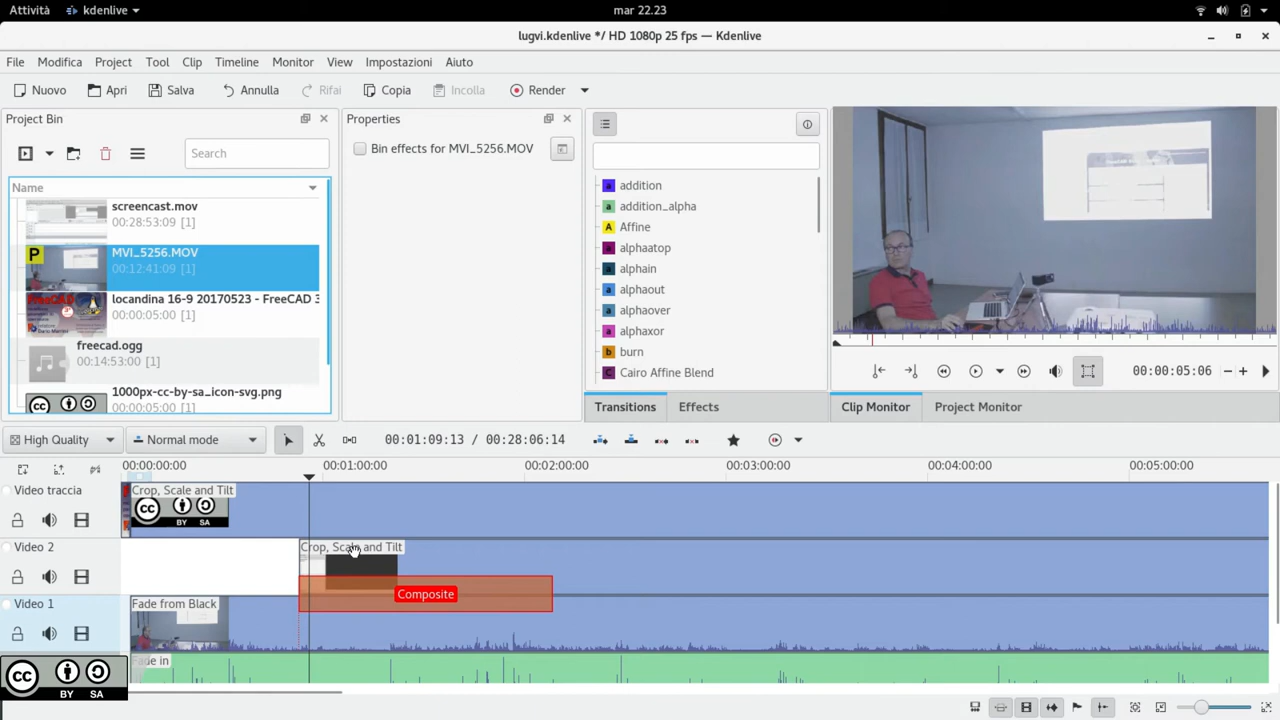 Attività kdenlive mar 22.23
lugvi.kdenlive */ HD 1080p 25 fps — Kdenlive
File Modifica Project Tool Clip Timeline Monitor View Impostazioni Aiuto
Nuovo Apri Salva Annulla Rifai Copia Incolla Render
Project Bin Properties
Bin effects for MVI_5256.MOV
Search
Name
screencast.mov
00:28:53:09 [1]
MVI_5256.MOV
00:12:41:09 [1]
locandina 16-9 20170523 - FreeCAD 3
00:00:05:00 [1]
freecad.ogg
00:14:53:00 [1]
1000px-cc-by-sa_icon-svg.png
00:00:05:00 [1]
addition
addition_alpha
Affine
alphaatop
alphain
alphaout
alphaover
alphaxor
burn
Cairo Affine Blend
00:00:05:06
Transitions Effects
Clip Monitor Project Monitor
High Quality Normal mode 00:01:09:13 / 00:28:06:14
00:00:00:00 00:01:00:00 00:02:00:00 00:03:00:00 00:04:00:00 00:05:00:00
Video traccia
Crop, Scale and Tilt
BY SA
Video 2
Crop, Scale and Tilt
Composite
Video 1
Fade from Black
Fade in
BY SA